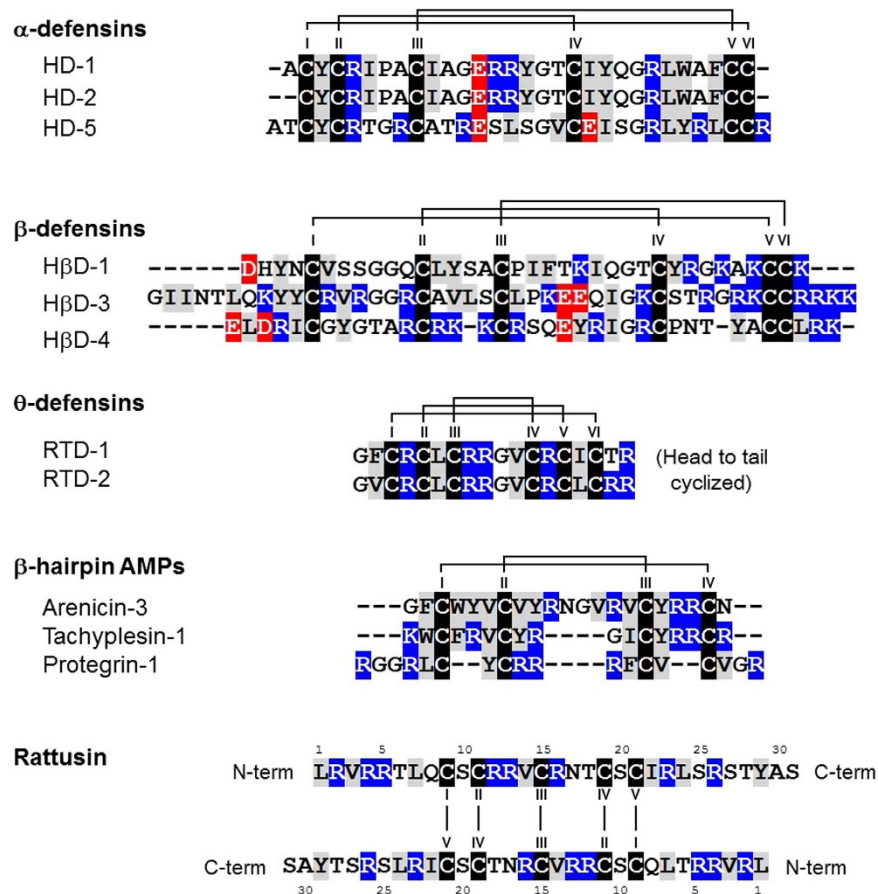 α-defensins
I II III IV V VI
HD-1 -ACYCRIPACIAGERRYGTCIYQGRLWAFCC-
HD-2 -CYCRIPACIAGERRYGTCIYQGRLWAFCC-
HD-5 ATCYCRTGRCATRESLSGVCEISGRLYRLCCR
β-defensins
I II III IV V VI
HβD-1 ------DHYNCVSSGGQCLYSACPIFTKIQGTCYRGKAKCCK---
HβD-3 GIINTLQKYYCRVRGGRCAVLSCLPKEEQIGKCSTRGRKCCRRKK
HβD-4 -----ELDRICGYGTARCRK-KCRSQEYRIGRCPNT-YACCLRK-
θ-defensins
I II III IV V VI
RTD-1 GFCRCLCRRGVCRCICTR (Head to tail
RTD-2 GVCRCLCRRGVCRCLCRR cyclized)
β-hairpin AMPs
I II III IV
Arenicin-3 ---GFCWYVCVYRNGVRVCYRRCN--
Tachyplesin-1 ---KWCFRVCYR----GICYRRCR--
Protegrin-1 RGGRLC--YCRR----RFCV--CVGR
Rattusin
1 5 10 15 20 25 30
N-term LRVRRTLQCSCRRVCRNTCSCIRLSRSTYAS C-term
I II III IV V
V IV III II I
C-term SAYTSRSLRICSCTNRCVRRCSCQLTRRVRL N-term
30 25 20 15 10 5 1